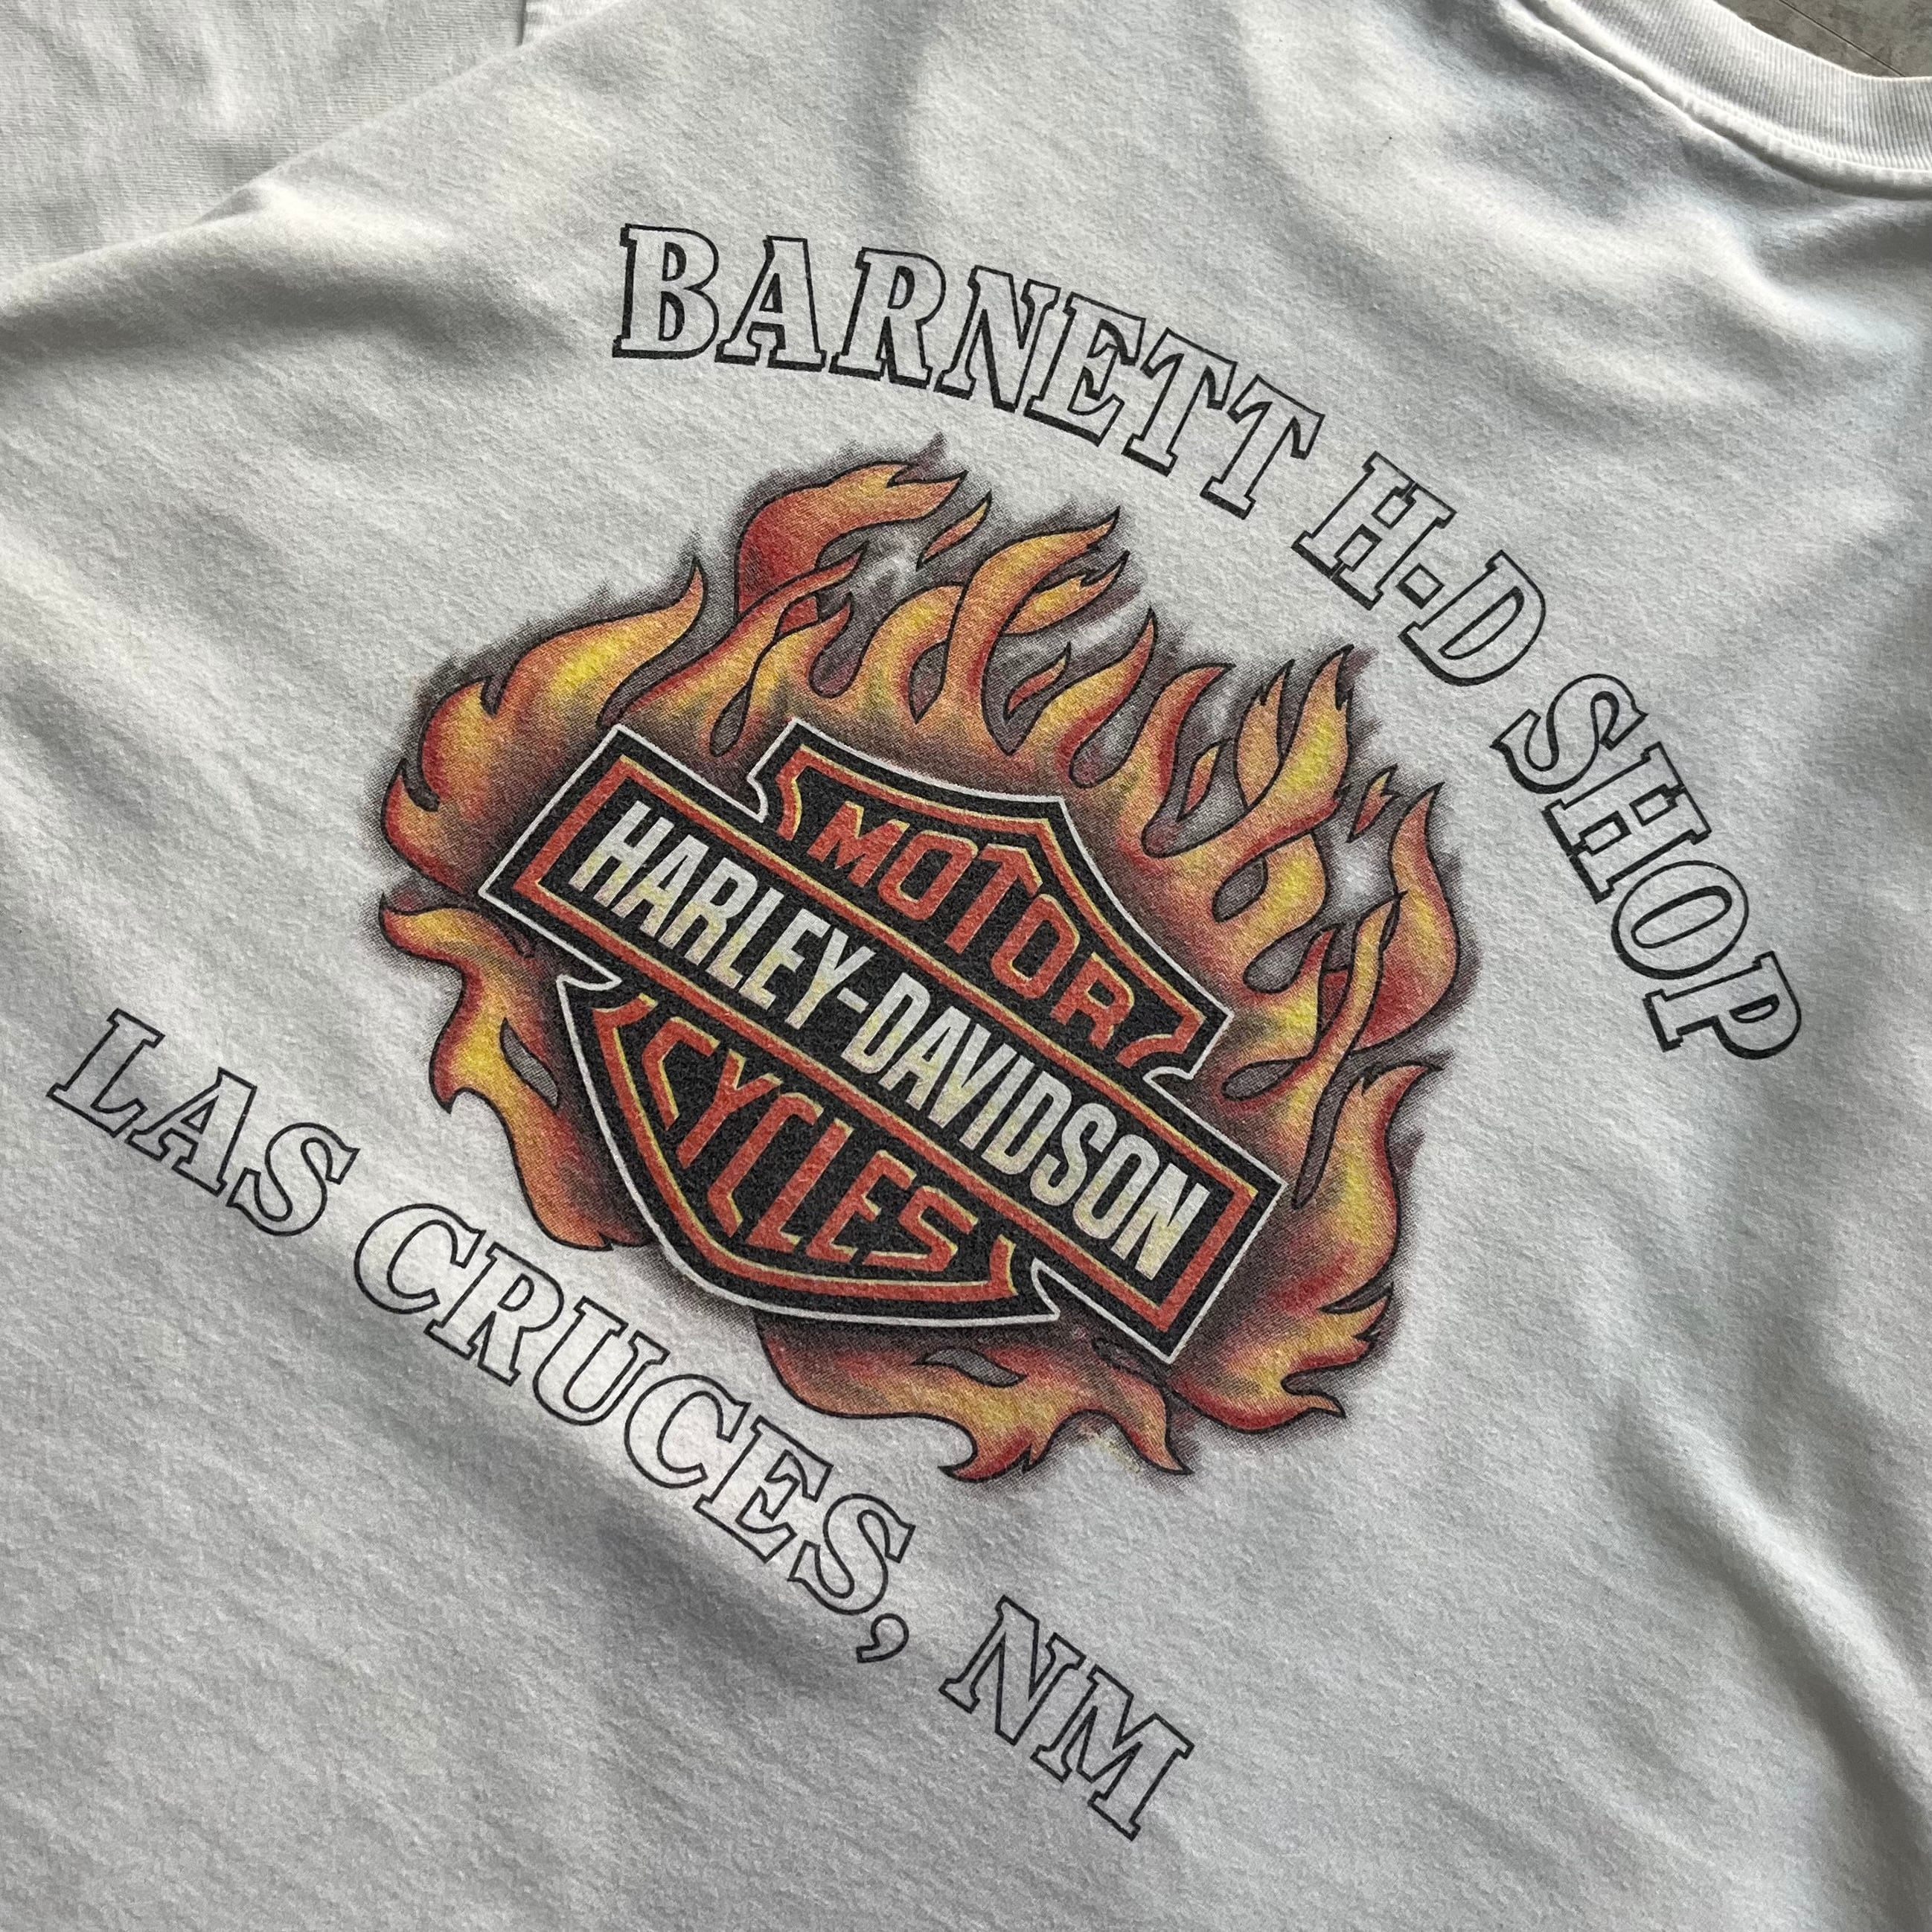 BARNETT H-D SHOP
MOTOR
HARLEY-DAVIDSON
CYCLES
LAS CRUCES, NM